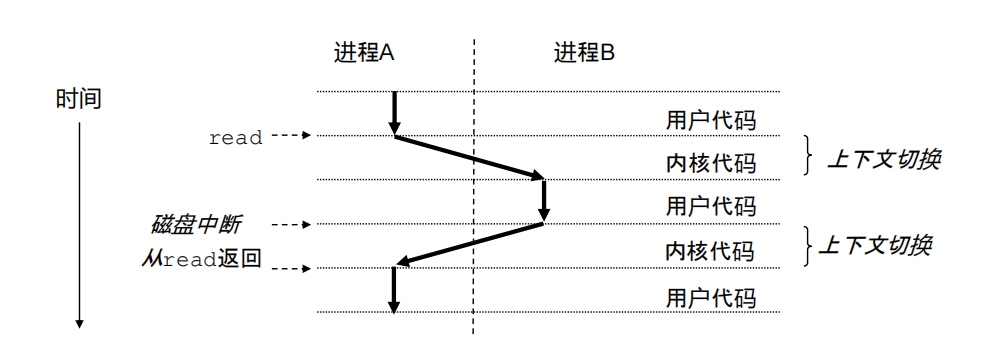 进程A
进程B
时间
用户代码
read
内核代码
上下文切换
用户代码
磁盘中断
从read返回
内核代码
上下文切换
用户代码